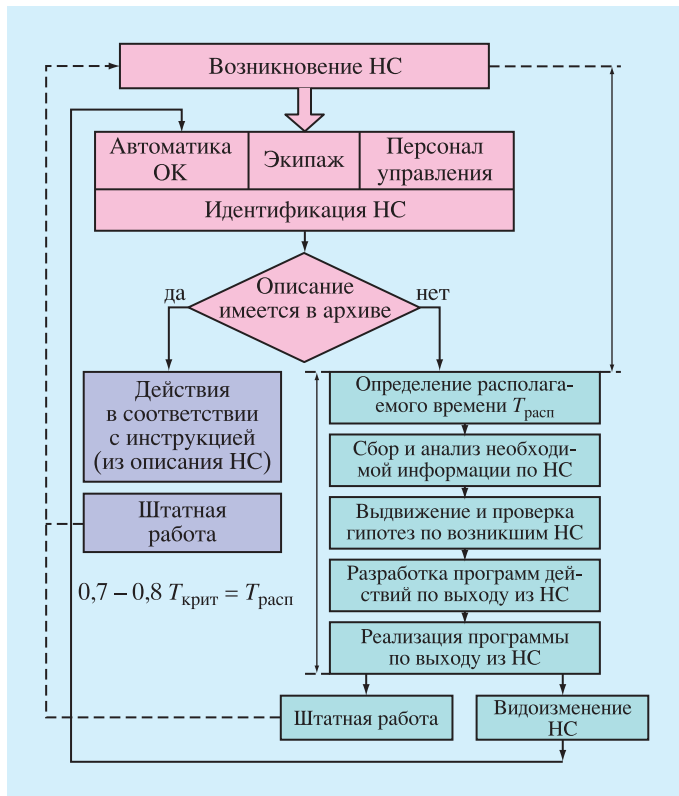 Возникновение НС
Автоматика
ОК
Экипаж
Персонал
управления
Идентификация НС
Описание
имеется в архиве
да
нет
Действия
в соответствии
с инструкцией
(из описания НС)
Штатная
работа
0,7 – 0,8 Tкрит = Tрасп
Определение распола­га-
емого времени Tрасп
Сбор и анализ необходи-
мой информации по НС
Выдвижение и проверка
гипотез по возникшим НС
Разработка программ дей-
ствий по выходу из НС
Реализация программы
по выходу из НС
Штатная работа
Видоизменение
НС